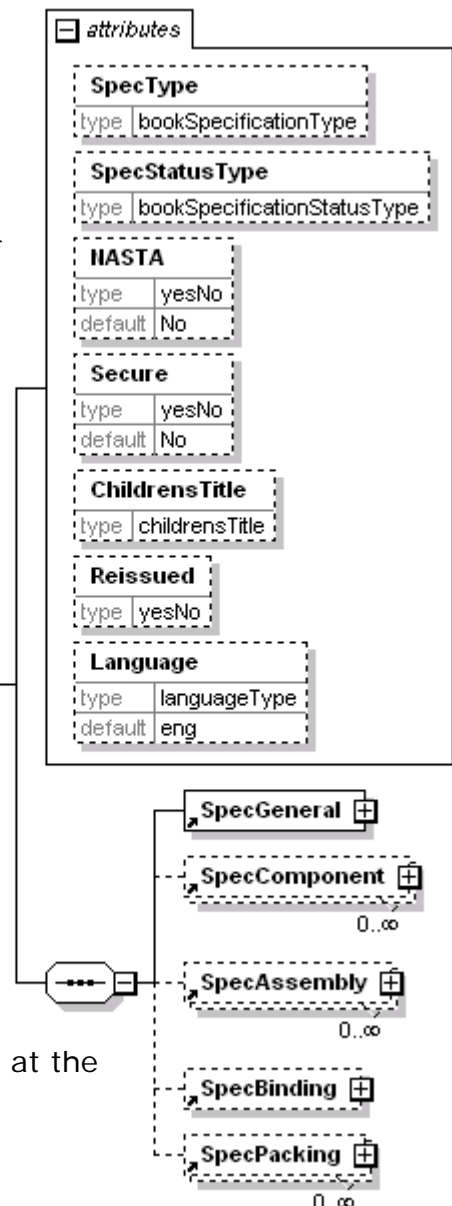 attributes
SpecType
type bookSpecificationType
SpecStatusType
type bookSpecificationStatusType
NASTA
type yesNo
default No
Secure
type yesNo
default No
ChildrensTitle
type childrensTitle
Reissued
type yesNo
Language
type languageType
default eng
SpecGeneral
SpecComponent
0..∞
SpecAssembly
0..∞
at the
SpecBinding
SpecPacking
0..∞